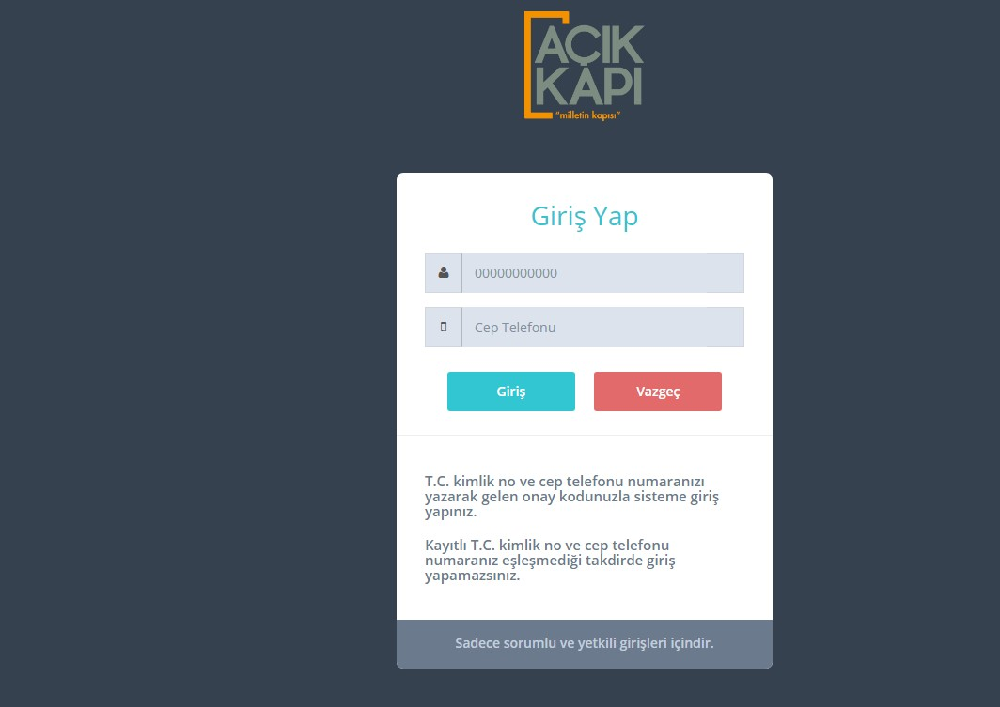 AÇIK
KAPI
"milletin kapısı"
Giriş Yap
00000000000
Cep Telefonu
Giriş
Vazgeç
T.C. kimlik no ve cep telefonu numaranızı
yazarak gelen onay kodunuzla sisteme giriş
yapınız.
Kayıtlı T.C. kimlik no ve cep telefonu
numaranız eşleşmediği takdirde giriş
yapamazsınız.
Sadece sorumlu ve yetkili girişleri içindir.